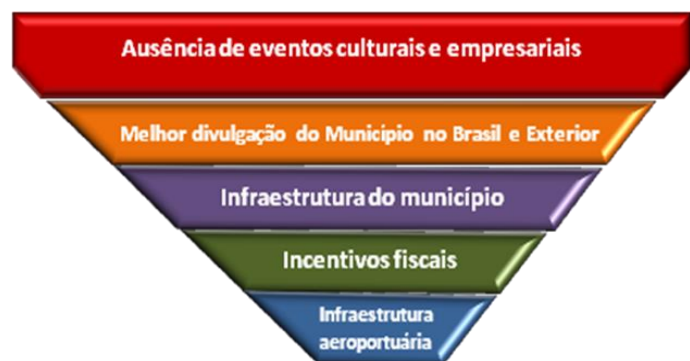 Ausência de eventos culturais e empresariais
Melhor divulgação do Município no Brasil e Exterior
Infraestrutura do município
Incentivos fiscais
Infraestrutura
aeroportuária